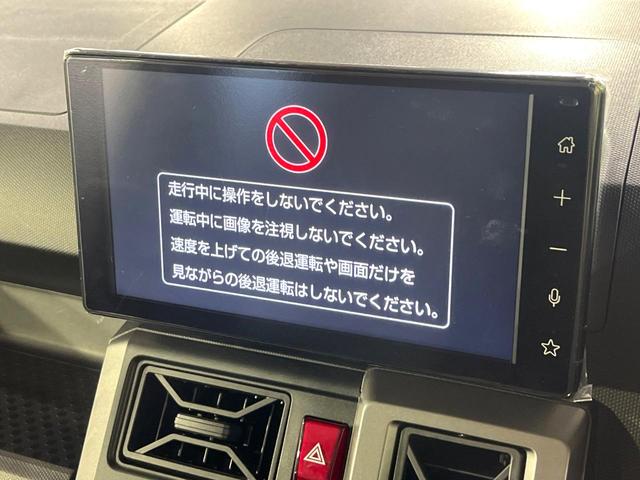 走行中に操作をしないでください。
運転中に画像を注視しないでください。
速度を上げての後退運転や画面だけを
見ながらの後退運転はしないでください。